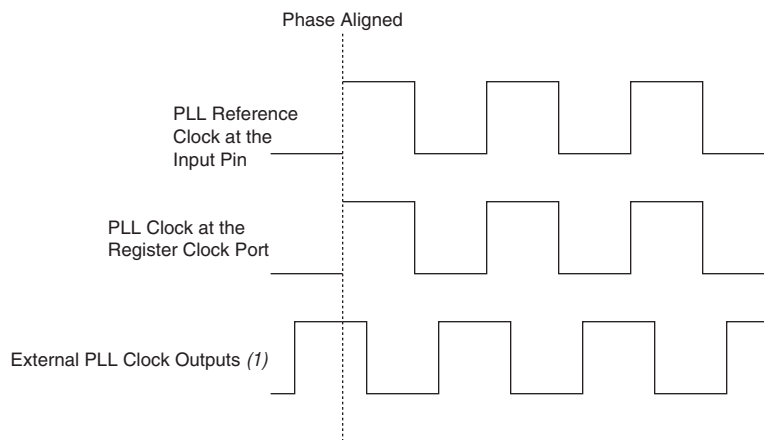 Phase Aligned
PLL Reference
Clock at the
Input Pin
PLL Clock at the
Register Clock Port
External PLL Clock Outputs (1)